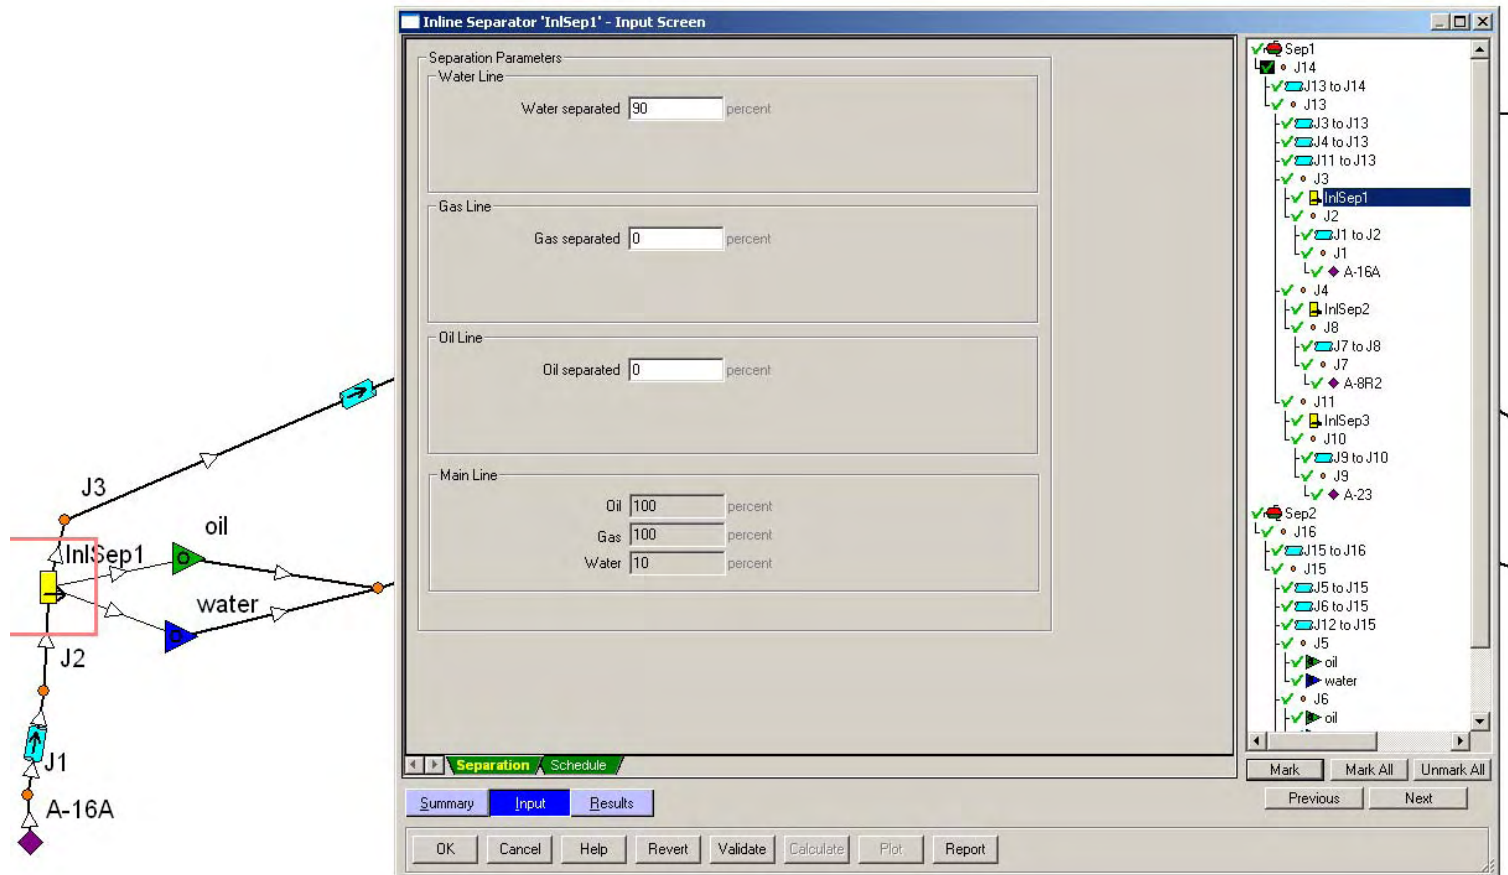 Inline Separator 'InlSep1' - Input Screen
Separation Parameters
Water Line
Water separated 90 percent
Gas Line
Gas separated 0 percent
Oil Line
Oil separated 0 percent
Main Line
Oil 100 percent
Gas 100 percent
Water 10 percent
Separation Schedule
Summary Input Results
OK Cancel Help Revert Validate Calculate Plot Report
Sep1
J14
J13 to J14
J13
J3 to J13
J4 to J13
J11 to J13
J3
InlSep1
J2
J1 to J2
J1
A-16A
J4
InlSep2
J8
J7 to J8
J7
A-8R2
J11
InlSep3
J10
J9 to J10
J9
A-23
Sep2
J16
J15 to J16
J15
J5 to J15
J6 to J15
J12 to J15
J5
oil
water
J6
oil
Mark Mark All Unmark All
Previous Next
J3
oil
InlSep1
water
J2
J1
A-16A